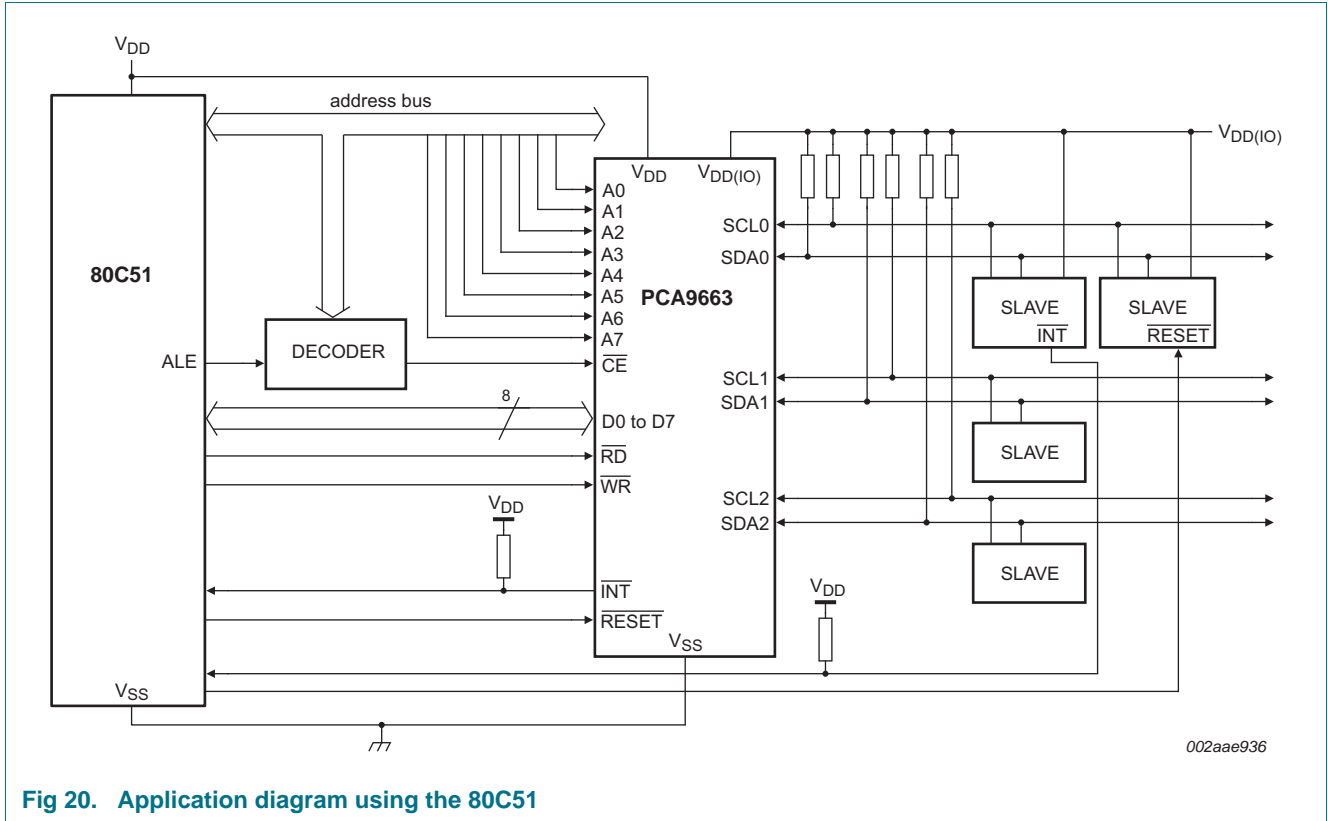 VDD
address bus
VDD(IO)
VDD VDD(IO)
A0
A1
A2
A3
A4
A5
A6
A7
80C51
PCA9663
SCL0
SDA0
SLAVE
INT
SLAVE
RESET
ALE
DECODER
CE
SCL1
SDA1
8
D0 to D7
SLAVE
RD
WR
SCL2
SDA2
VDD
SLAVE
INT
VDD
RESET
VSS
VSS
002aae936
Fig 20. Application diagram using the 80C51